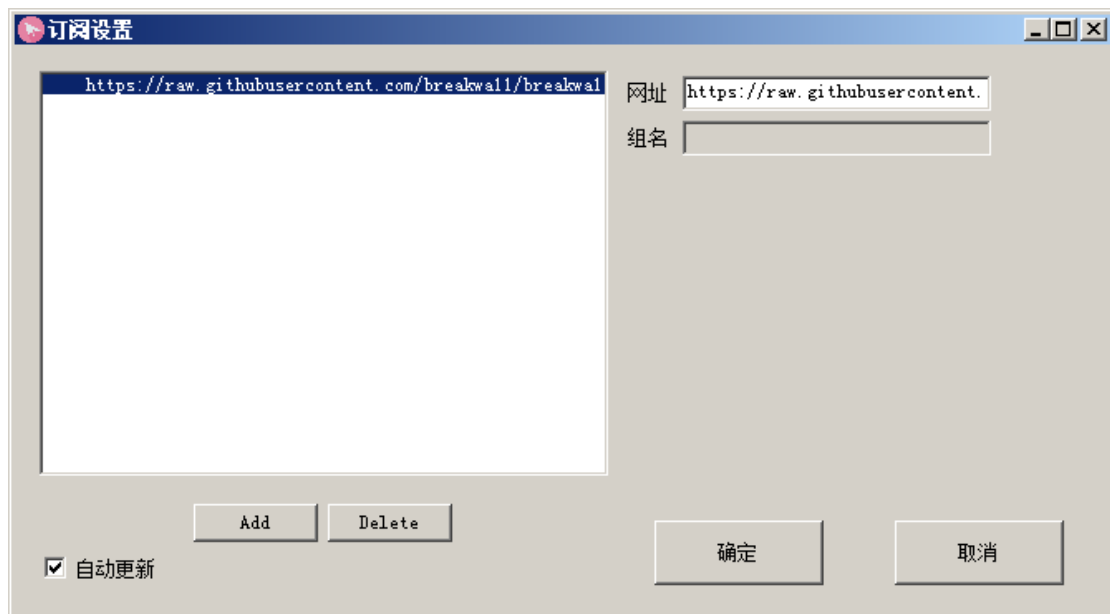 订阅设置
https://raw.githubusercontent.com/breakwa11/breakwa1
网址 https://raw.githubusercontent.
组名
Add Delete
自动更新
确定 取消